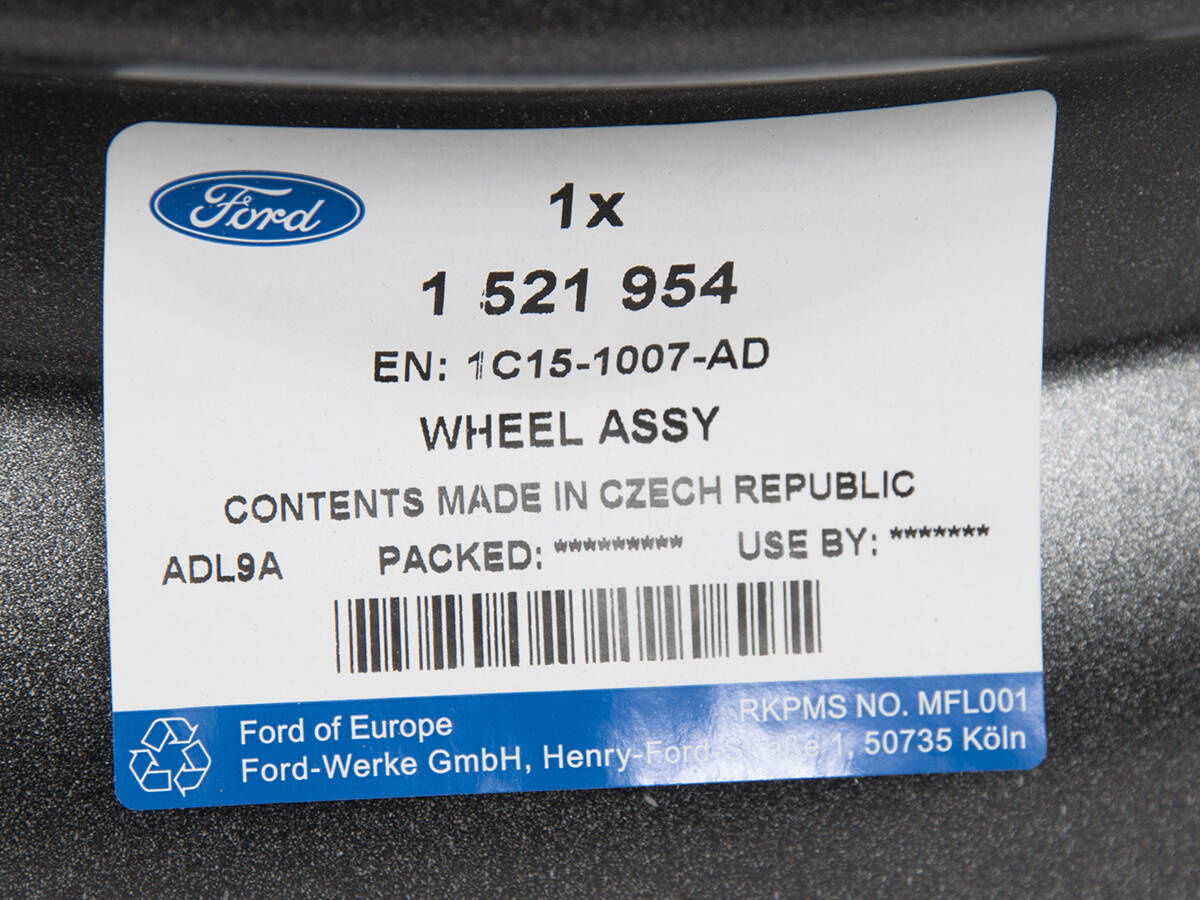 Ford
1x
1 521 954
EN: 1C15-1007-AD
WHEEL ASSY
CONTENTS MADE IN CZECH REPUBLIC
ADL9A PACKED: ********* USE BY: *******
RKPMS NO. MFL001
Ford of Europe
Ford-Werke GmbH, Henry-Ford-Straße 1, 50735 Köln